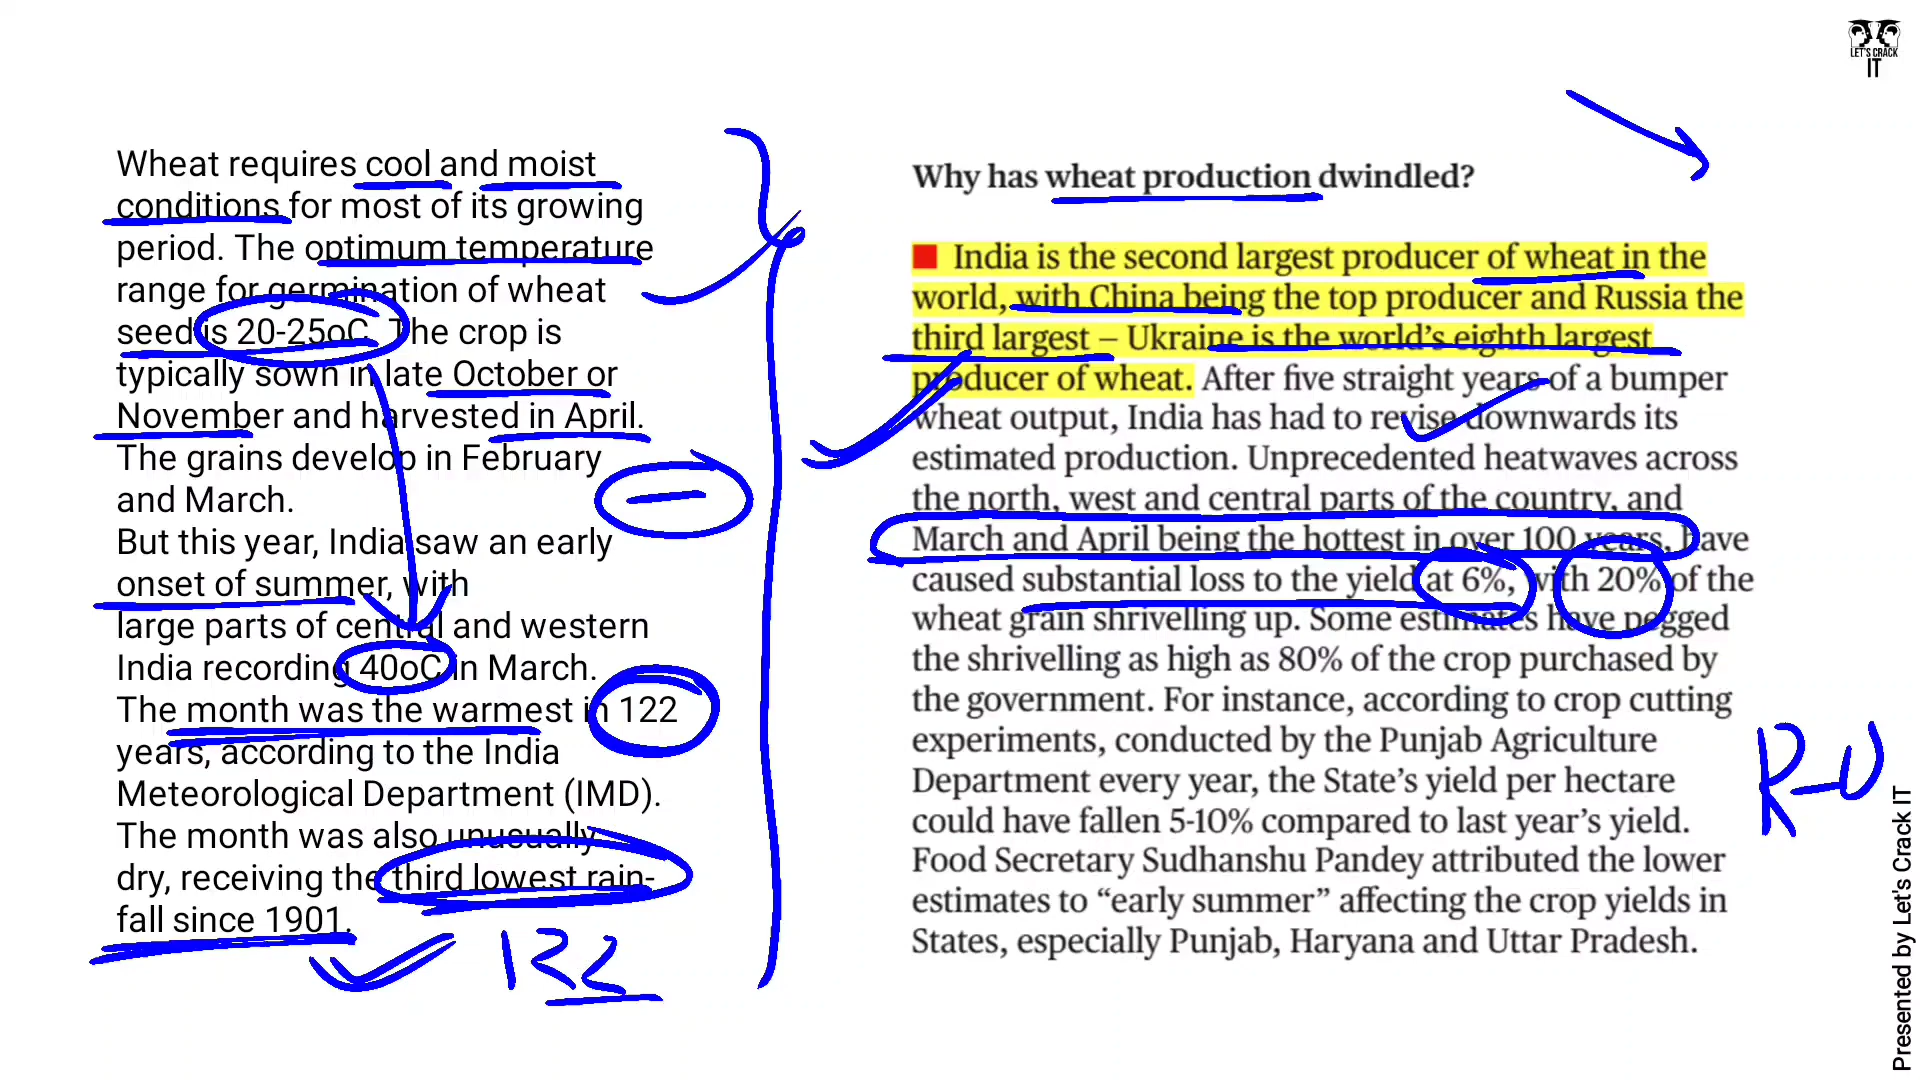 LET'S CRACK
IT
Wheat requires cool and moist
conditions for most of its growing
period. The optimum temperature
range for germination of wheat
seed is 20-25oC. The crop is
typically sown in late October or
November and harvested in April.
The grains develop in February
and March.
But this year, India saw an early
onset of summer, with
large parts of central and western
India recording 40oC in March.
The month was the warmest in 122
years, according to the India
Meteorological Department (IMD).
The month was also unusually
dry, receiving the third lowest rain-
fall since 1901.
122
Why has wheat production dwindled?
India is the second largest producer of wheat in the
world, with China being the top producer and Russia the
third largest – Ukraine is the world's eighth largest
producer of wheat. After five straight years of a bumper
wheat output, India has had to revise downwards its
estimated production. Unprecedented heatwaves across
the north, west and central parts of the country, and
March and April being the hottest in over 100 years, have
caused substantial loss to the yield at 6%, with 20% of the
wheat grain shrivelling up. Some estimates have pegged
the shrivelling as high as 80% of the crop purchased by
the government. For instance, according to crop cutting
experiments, conducted by the Punjab Agriculture
Department every year, the State's yield per hectare
could have fallen 5-10% compared to last year's yield.
Food Secretary Sudhanshu Pandey attributed the lower
estimates to “early summer” affecting the crop yields in
States, especially Punjab, Haryana and Uttar Pradesh.
R-U
Presented by Let's Crack IT